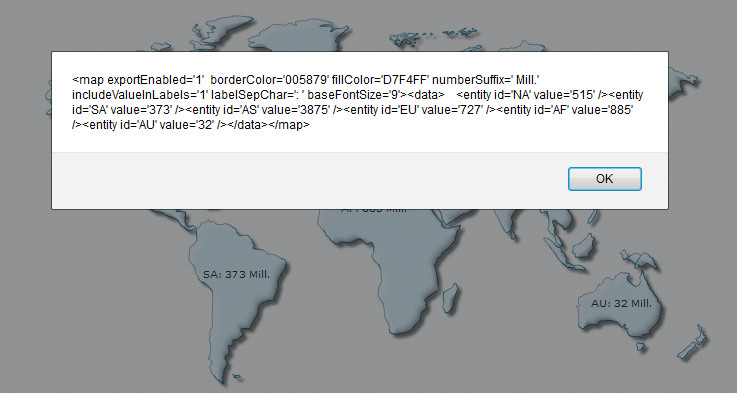 <map exportEnabled='1'  borderColor='005879' fillColor='D7F4FF' numberSuffix=' Mill.'
includeValueInLabels='1' labelSepChar=': ' baseFontSize='9'><data>    <entity id='NA' value='515' /><entity
id='SA' value='373' /><entity id='AS' value='3875' /><entity id='EU' value='727' /><entity id='AF' value='885'
/><entity id='AU' value='32' /></data></map>
OK
AF: 885 Mill.
SA: 373 Mill.
AU: 32 Mill.